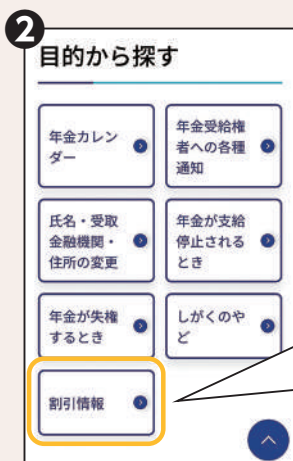 2
目的から探す
年金カレン
ダー
年金受給権
者への各種
通知
氏名・受取
金融機関・
住所の変更
年金が支給
停止される
とき
年金が失権
するとき
しがくのや
ど
割引情報